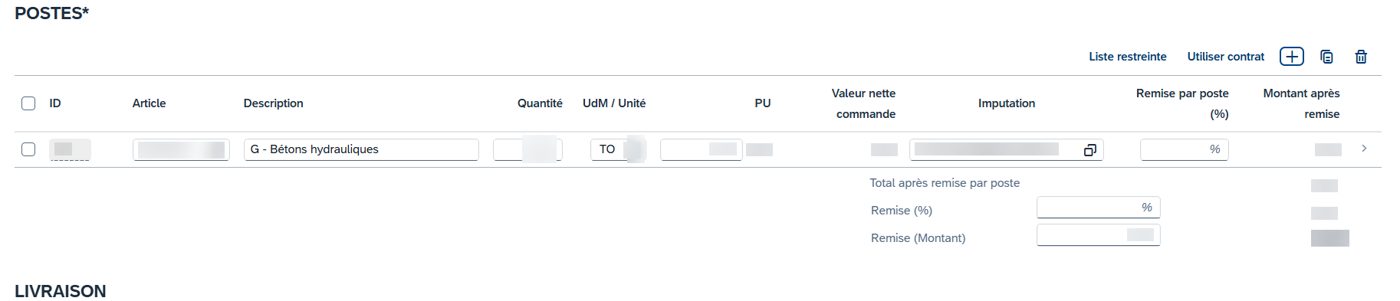 POSTES*
Liste restreinte Utiliser contrat
ID Article Description Quantité UdM / Unité PU Valeur nette commande Imputation Remise par poste (%) Montant après remise
G - Bétons hydrauliques TO %
Total après remise par poste
Remise (%) %
Remise (Montant)
LIVRAISON